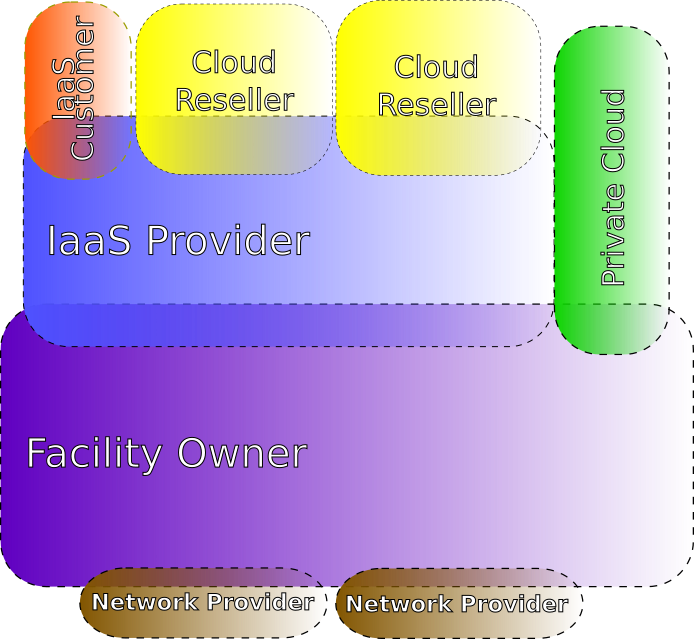 IaaS
Customer
Cloud
Reseller
Cloud
Reseller
Private Cloud
IaaS Provider
Facility Owner
Network Provider
Network Provider